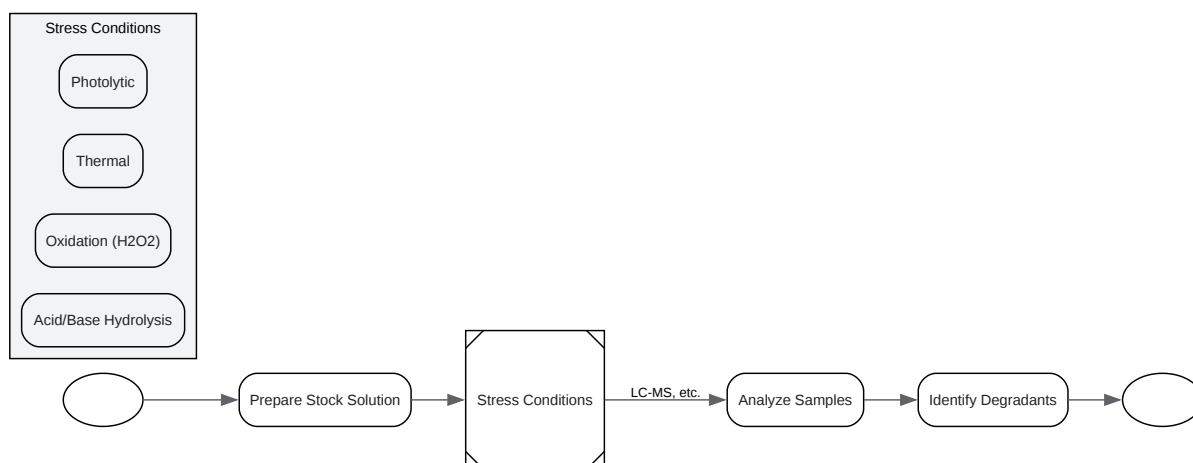 Stress Conditions
Photolytic
Thermal
Oxidation (H2O2)
Acid/Base Hydrolysis
Prepare Stock Solution
Stress Conditions
LC-MS, etc.
Analyze Samples
Identify Degradants